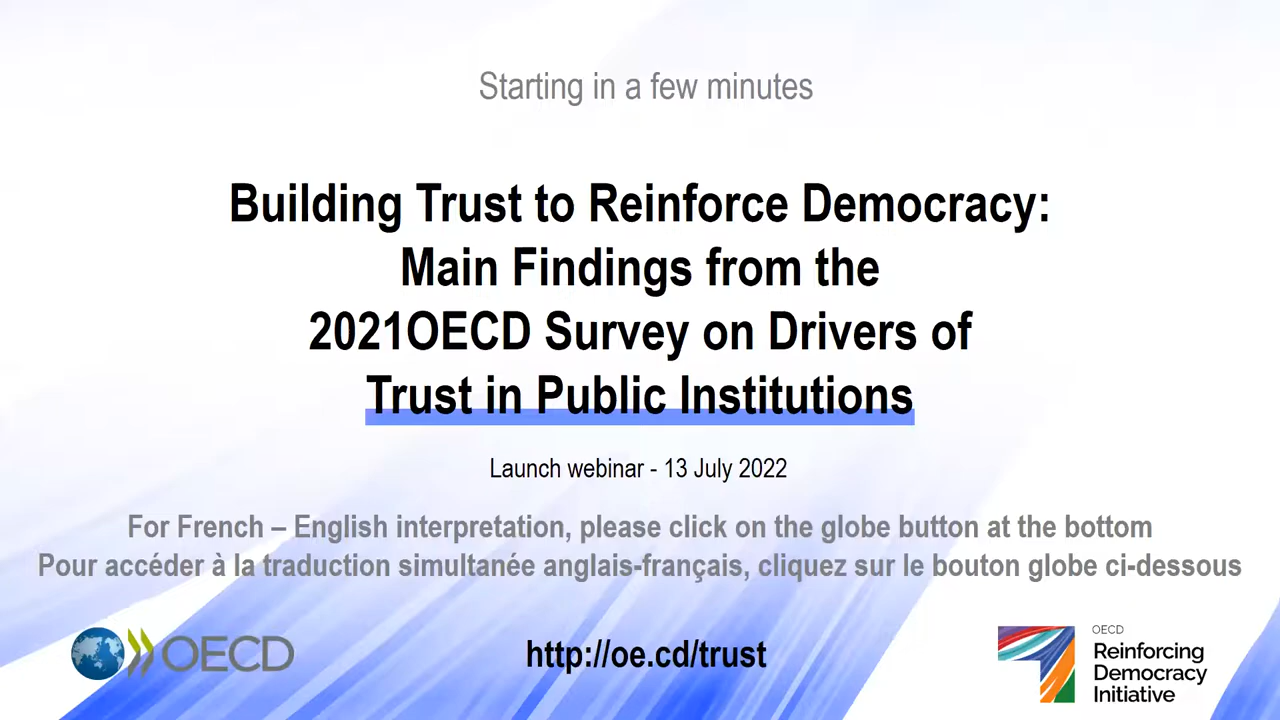 Starting in a few minutes
Building Trust to Reinforce Democracy:
Main Findings from the
2021OECD Survey on Drivers of
Trust in Public Institutions
Launch webinar - 13 July 2022
For French – English interpretation, please click on the globe button at the bottom
Pour accéder à la traduction simultanée anglais-français, cliquez sur le bouton globe ci-dessous
OECD
http://oe.cd/trust
OECD
Reinforcing
Democracy
Initiative